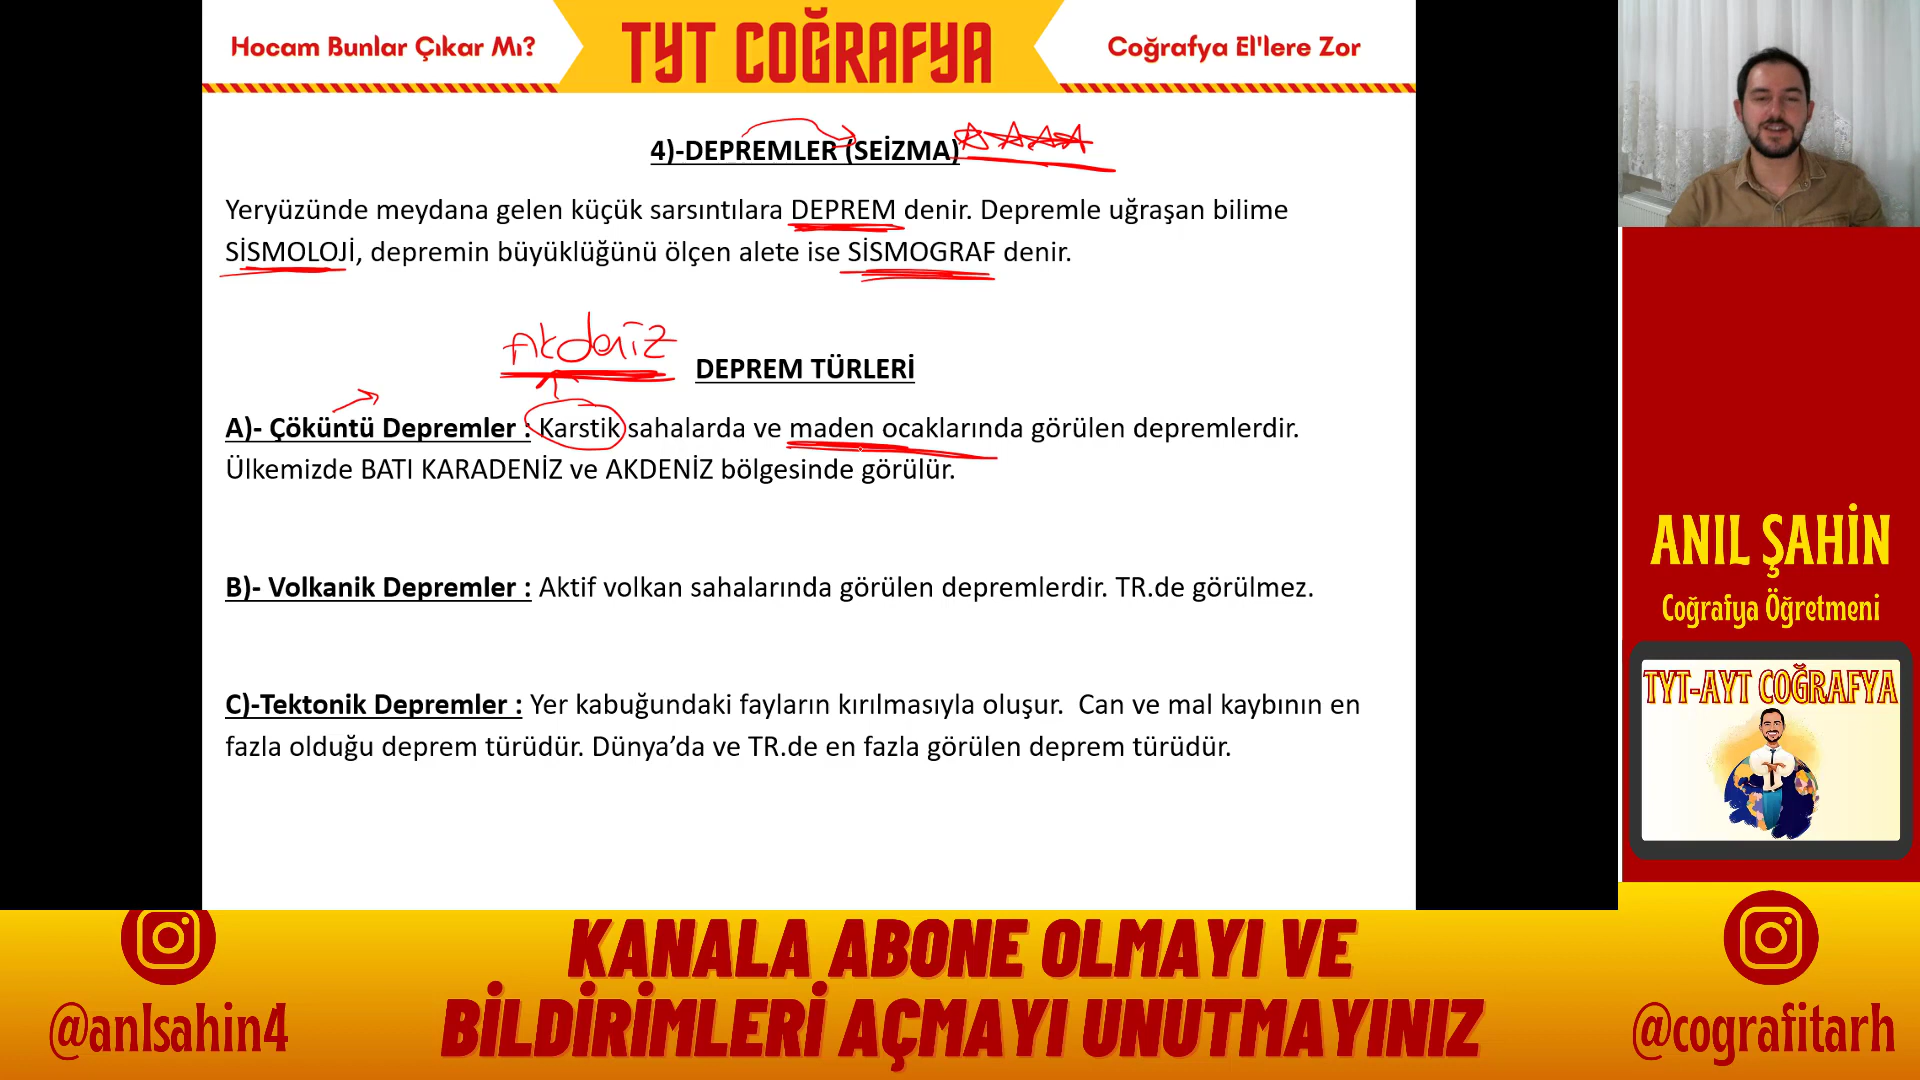 Hocam Bunlar Çıkar Mı?
TYT COĞRAFYA
Coğrafya El'lere Zor
4)-DEPREMLER (SEİZMA)
Yeryüzünde meydana gelen küçük sarsıntılara DEPREM denir. Depremle uğraşan bilime
SİSMOLOJİ, depremin büyüklüğünü ölçen alete ise SİSMOGRAF denir.
Akdeniz
DEPREM TÜRLERİ
A)- Çöküntü Depremler : Karstik sahalarda ve maden ocaklarında görülen depremlerdir.
Ülkemizde BATI KARADENİZ ve AKDENİZ bölgesinde görülür.
B)- Volkanik Depremler : Aktif volkan sahalarında görülen depremlerdir. TR.de görülmez.
C)-Tektonik Depremler : Yer kabuğundaki fayların kırılmasıyla oluşur. Can ve mal kaybının en
fazla olduğu deprem türüdür. Dünya’da ve TR.de en fazla görülen deprem türüdür.
ANIL ŞAHİN
Coğrafya Öğretmeni
TYT-AYT COĞRAFYA
KANALA ABONE OLMAYI VE
BİLDİRİMLERİ AÇMAYI UNUTMAYINIZ
@anlsahin4
@cografitarh